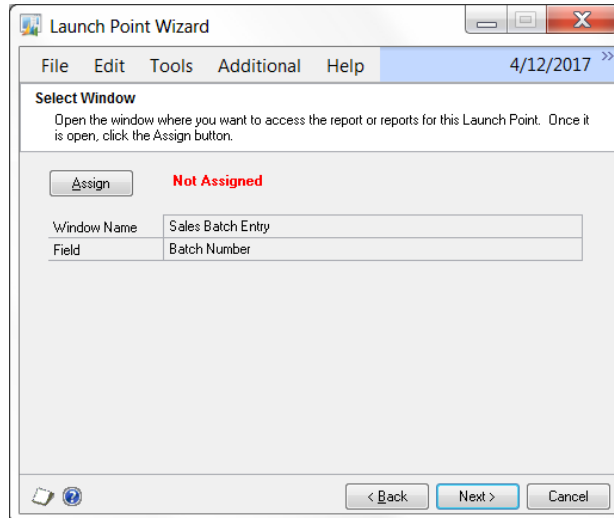 Launch Point Wizard
File Edit Tools Additional Help 4/12/2017 »
Select Window
Open the window where you want to access the report or reports for this Launch Point. Once it
is open, click the Assign button.
Assign Not Assigned
Window Name Sales Batch Entry
Field Batch Number
< Back Next > Cancel